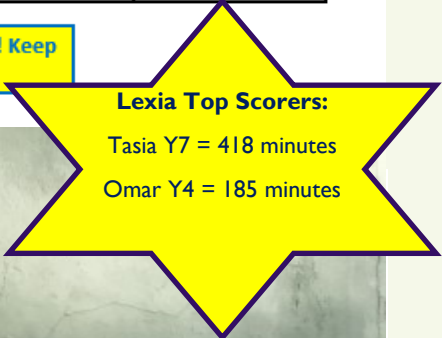 ! Keep
Lexia Top Scorers:
Tasia Y7 = 418 minutes
Omar Y4 = 185 minutes